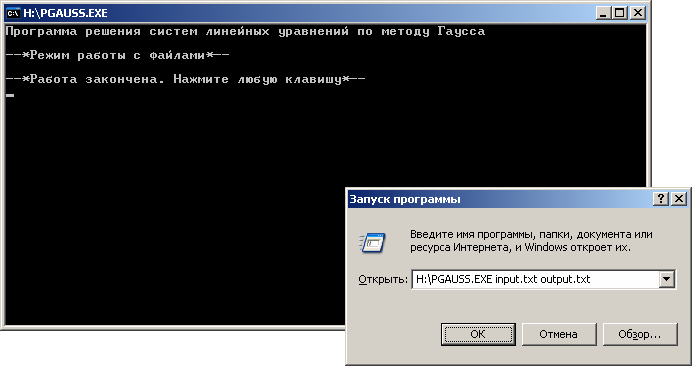 H:\PGAUSS.EXE
Программа решения систем линейных уравнений по методу Гаусса
--*Режим работы с файлами*--
--*Работа закончена. Нажмите любую клавишу*--
Запуск программы
Введите имя программы, папки, документа или
ресурса Интернета, и Windows откроет их.
Открыть: H:\PGAUSS.EXE input.txt output.txt
OK Отмена Обзор...